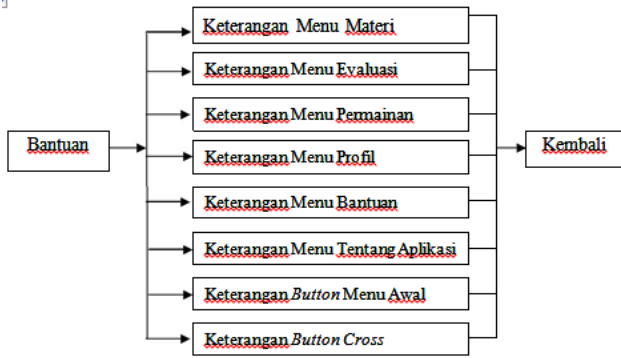 Keterangan Menu Materi
Keterangan Menu Evaluasi
Keterangan Menu Permainan
Bantuan
Kembali
Keterangan Menu Profil
Keterangan Menu Bantuan
Keterangan Menu Tentang Aplikasi
Keterangan Button Menu Awal
Keterangan Button Cross